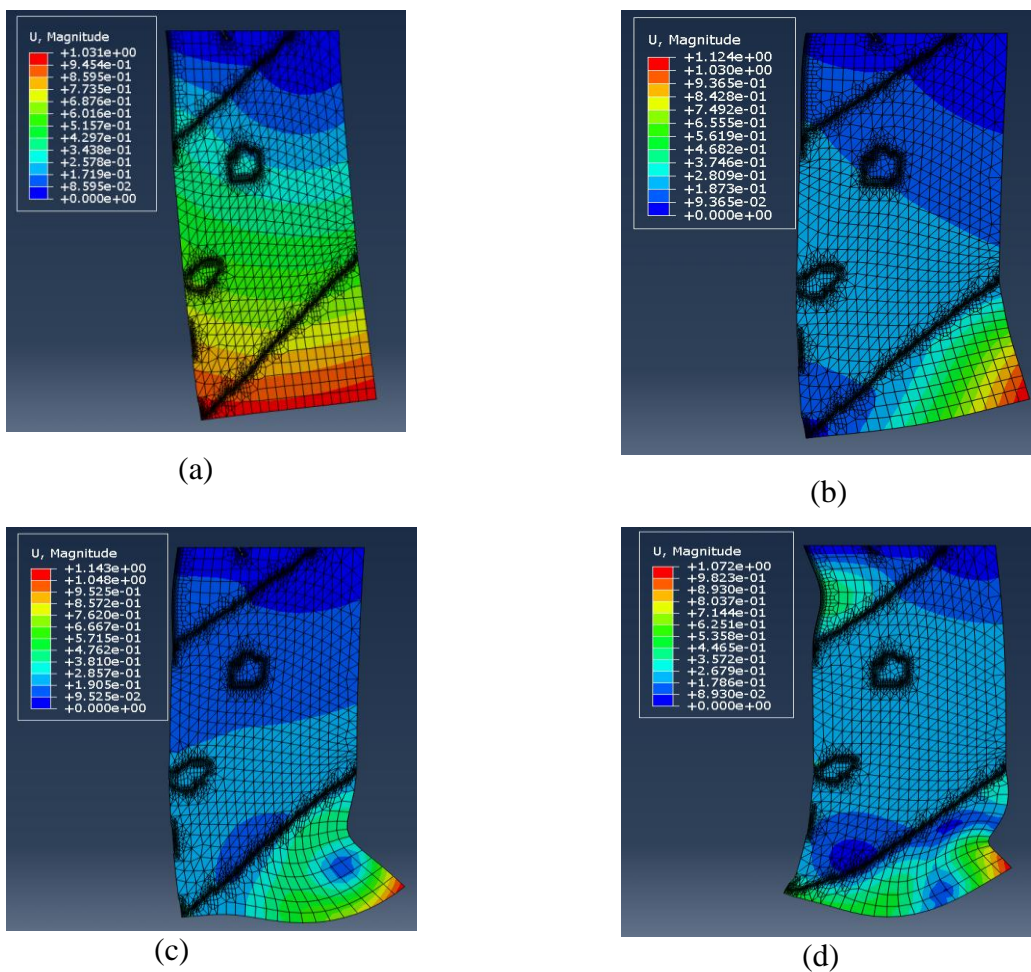 U, Magnitude
+1.031e+00
+9.454e-01
+8.595e-01
+7.735e-01
+6.876e-01
+6.016e-01
+5.157e-01
+4.297e-01
+3.438e-01
+2.578e-01
+1.719e-01
+8.595e-02
+0.000e+00
(a)
U, Magnitude
+1.124e+00
+1.030e+00
+9.365e-01
+8.428e-01
+7.492e-01
+6.555e-01
+5.619e-01
+4.682e-01
+3.746e-01
+2.809e-01
+1.873e-01
+9.365e-02
+0.000e+00
(b)
U, Magnitude
+1.143e+00
+1.048e+00
+9.525e-01
+8.572e-01
+7.620e-01
+6.667e-01
+5.715e-01
+4.762e-01
+3.810e-01
+2.857e-01
+1.905e-01
+9.525e-02
+0.000e+00
(c)
U, Magnitude
+1.072e+00
+9.823e-01
+8.930e-01
+8.037e-01
+7.144e-01
+6.251e-01
+5.358e-01
+4.465e-01
+3.572e-01
+2.679e-01
+1.786e-01
+8.930e-02
+0.000e+00
(d)